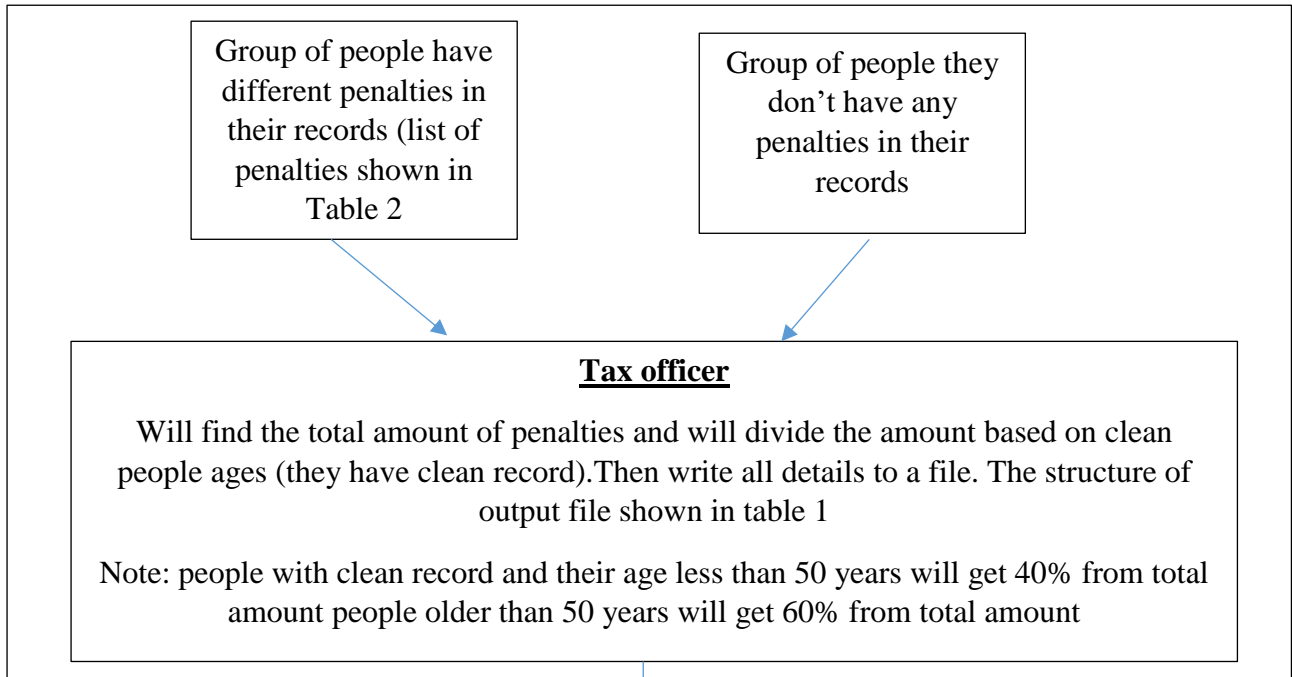 Group of people have
different penalties in
their records (list of
penalties shown in
Table 2
Group of people they
don’t have any
penalties in their
records
Tax officer
Will find the total amount of penalties and will divide the amount based on clean
people ages (they have clean record).Then write all details to a file. The structure of
output file shown in table 1
Note: people with clean record and their age less than 50 years will get 40% from total
amount people older than 50 years will get 60% from total amount